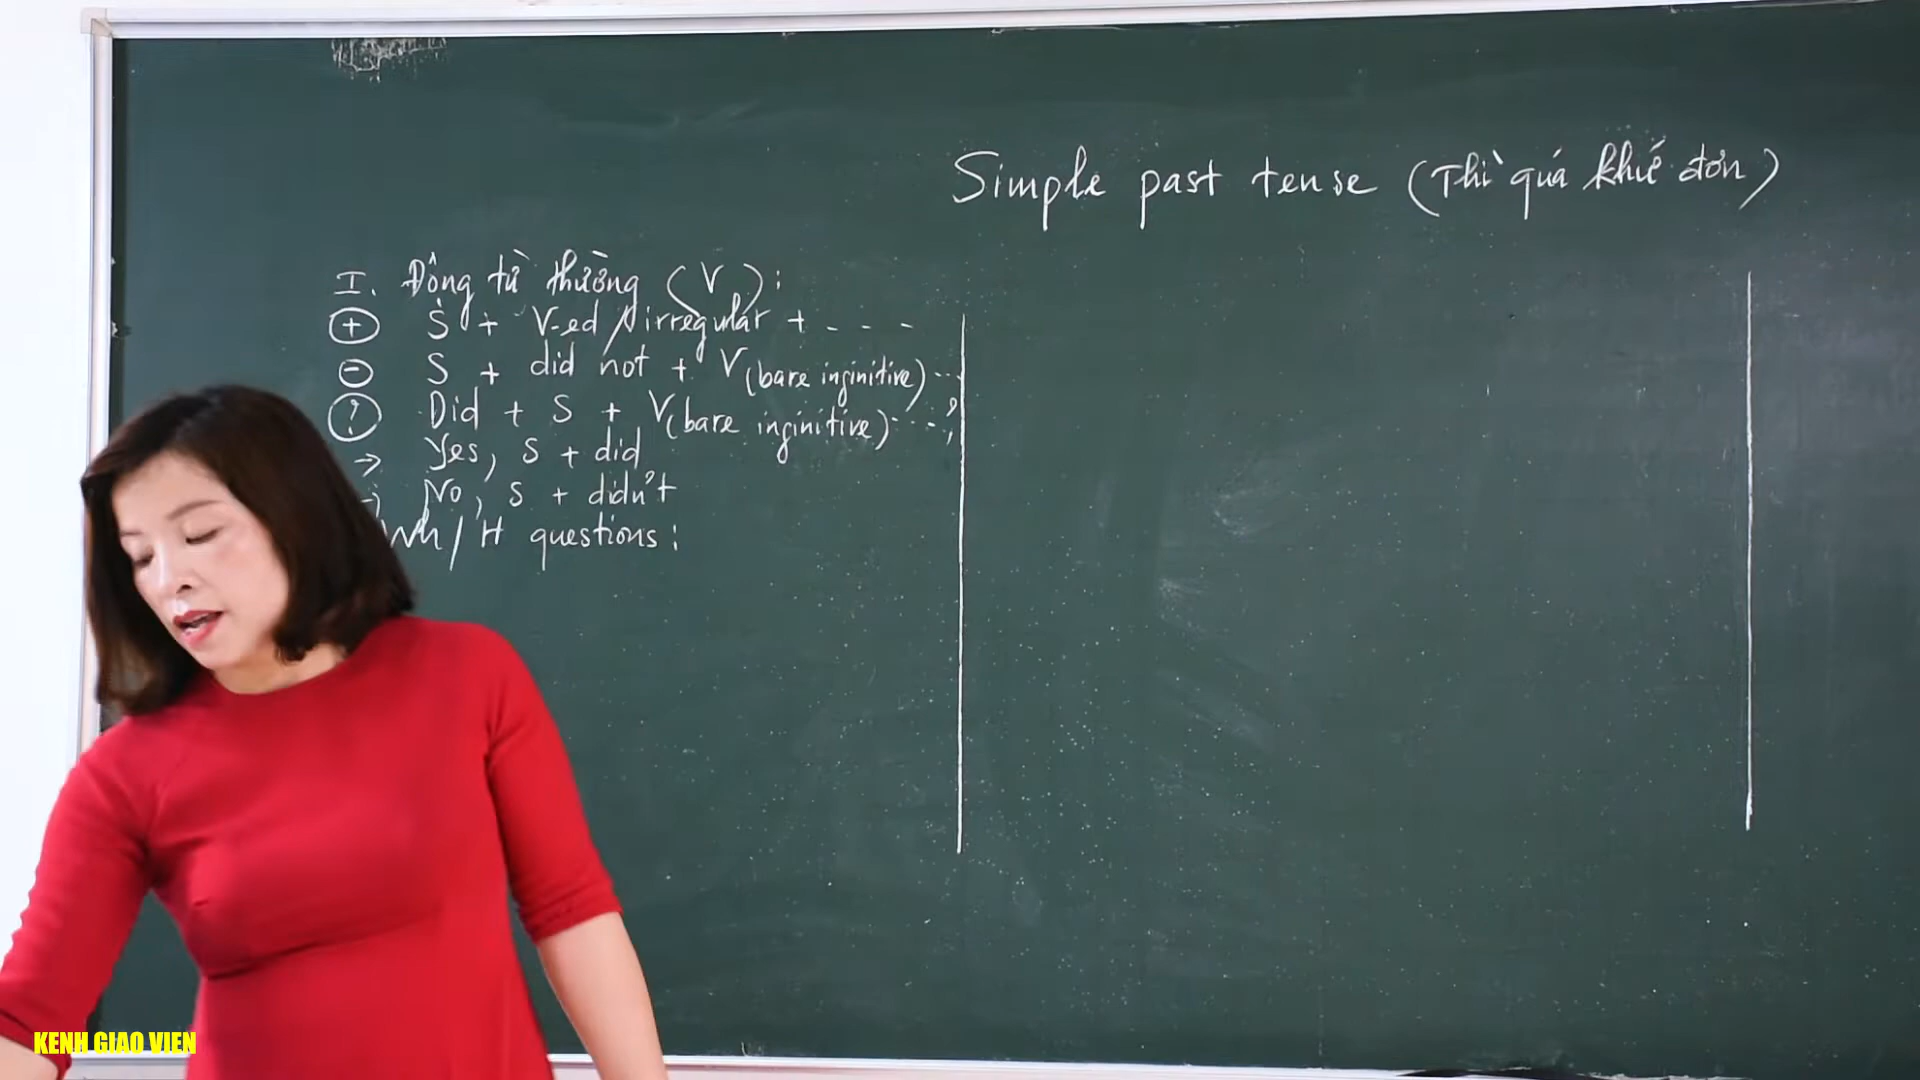 Simple past tense (Thì quá khứ đơn)
I. Động từ thường (V):
+ S + V-ed / irregular + - - -
- S + did not + V(bare infinitive) ...
? Did + S + V(bare infinitive) ... ?
→ Yes, S + did
→ No, S + didn't
Wh/H questions:
KENH GIAO VIEN